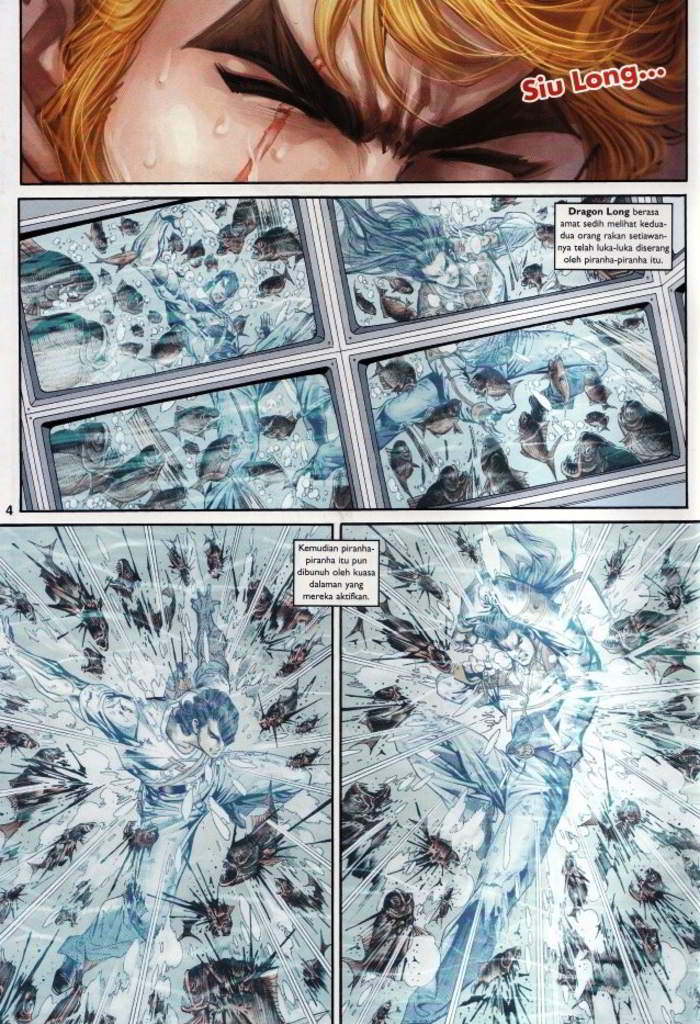 Siu Long...
Dragon Long berasa
amat sedih melihat kedua-
dua orang rakan setiawan-
nya telah luka-luka diserang
oleh piranha-piranha itu.
4
Kemudian piranha-
piranha itu pun
dibunuh oleh kuasa
dalaman yang
mereka aktifkan.